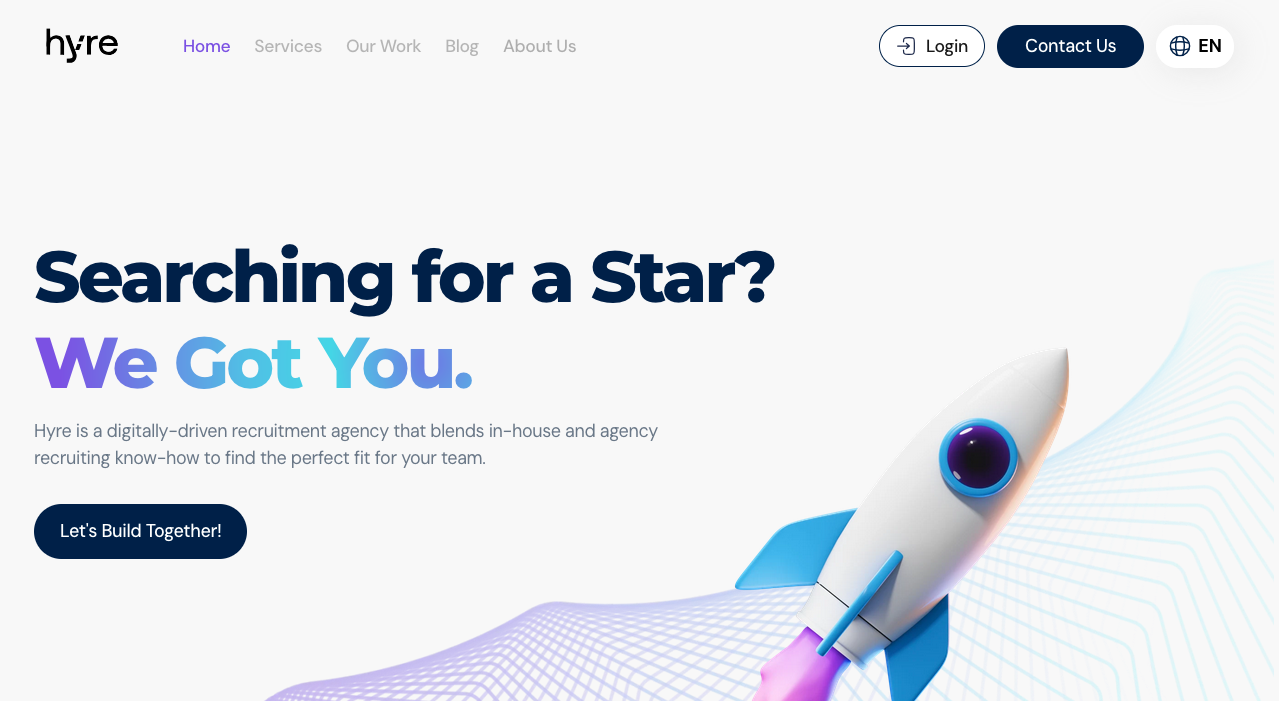 hyre
Home
Services
Our Work
Blog
About Us
Login
Contact Us
EN
Searching for a Star?
We Got You.
Hyre is a digitally-driven recruitment agency that blends in-house and agency
recruiting know-how to find the perfect fit for your team.
Let's Build Together!